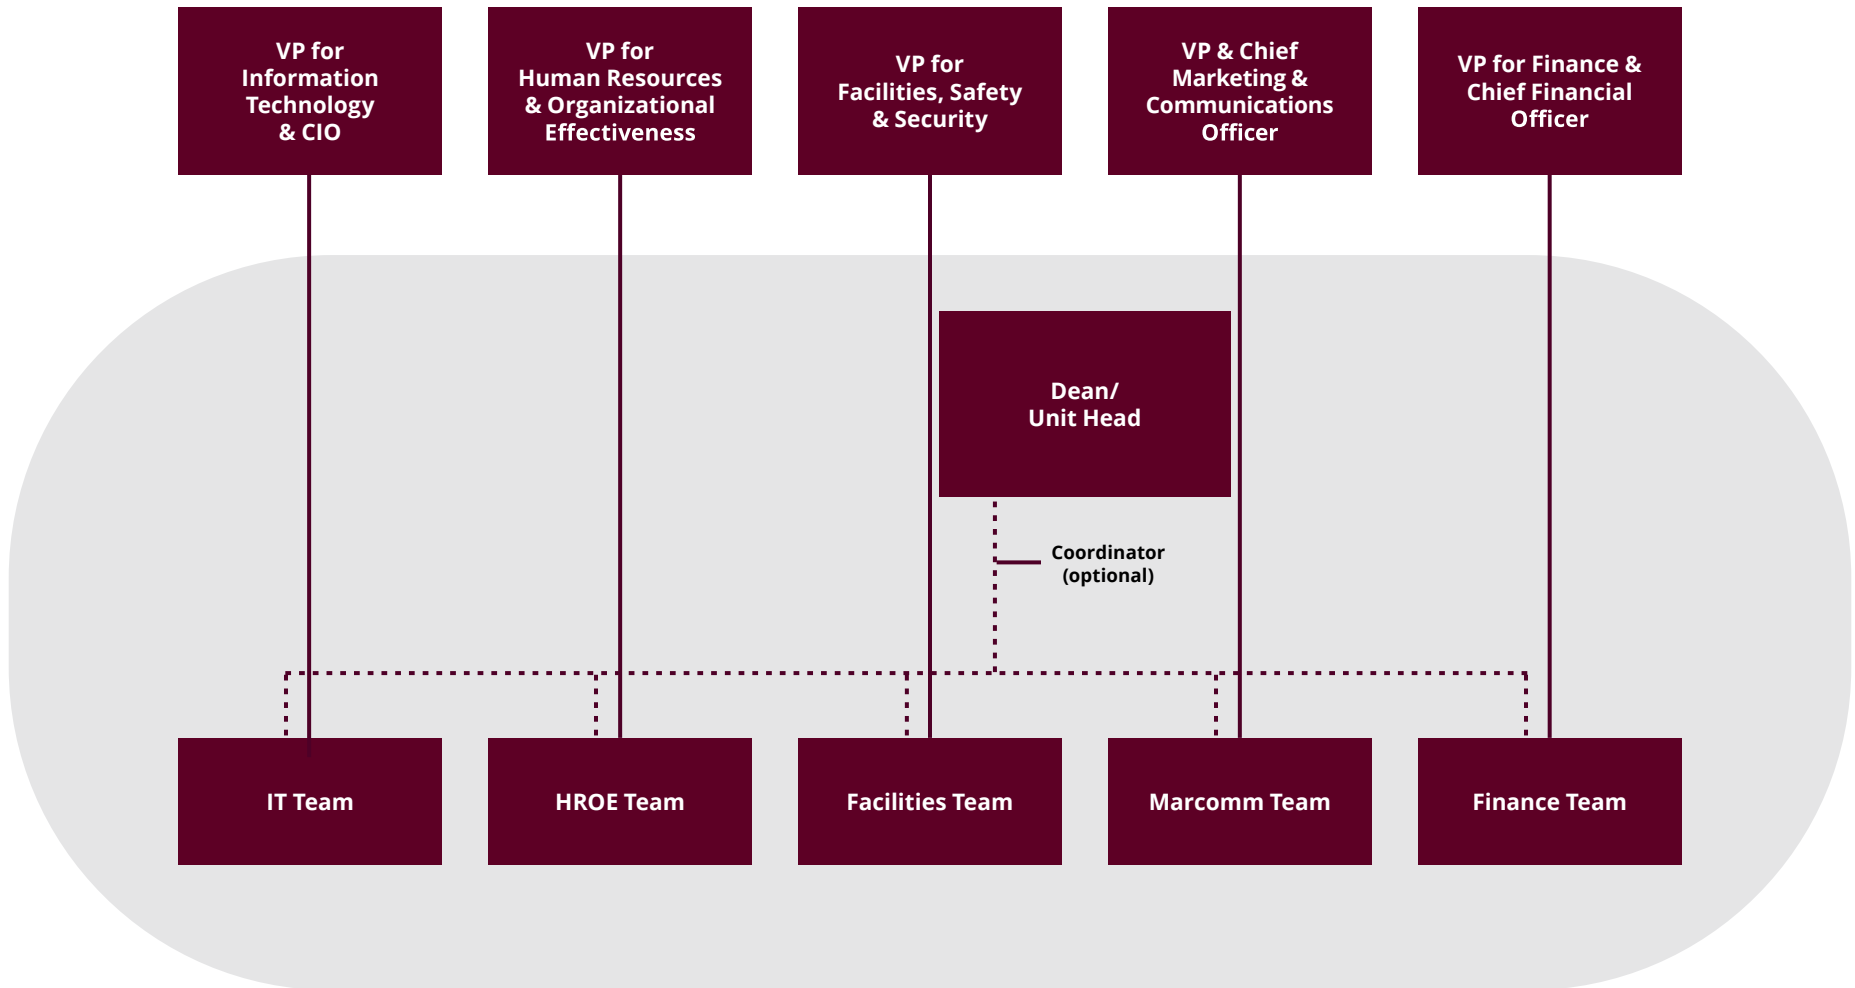 VP for
Information
Technology
& CIO
VP for
Human Resources
& Organizational
Effectiveness
VP for
Facilities, Safety
& Security
VP & Chief
Marketing &
Communications
Officer
VP for Finance &
Chief Financial
Officer
Dean/
Unit Head
Coordinator
(optional)
IT Team
HROE Team
Facilities Team
Marcomm Team
Finance Team